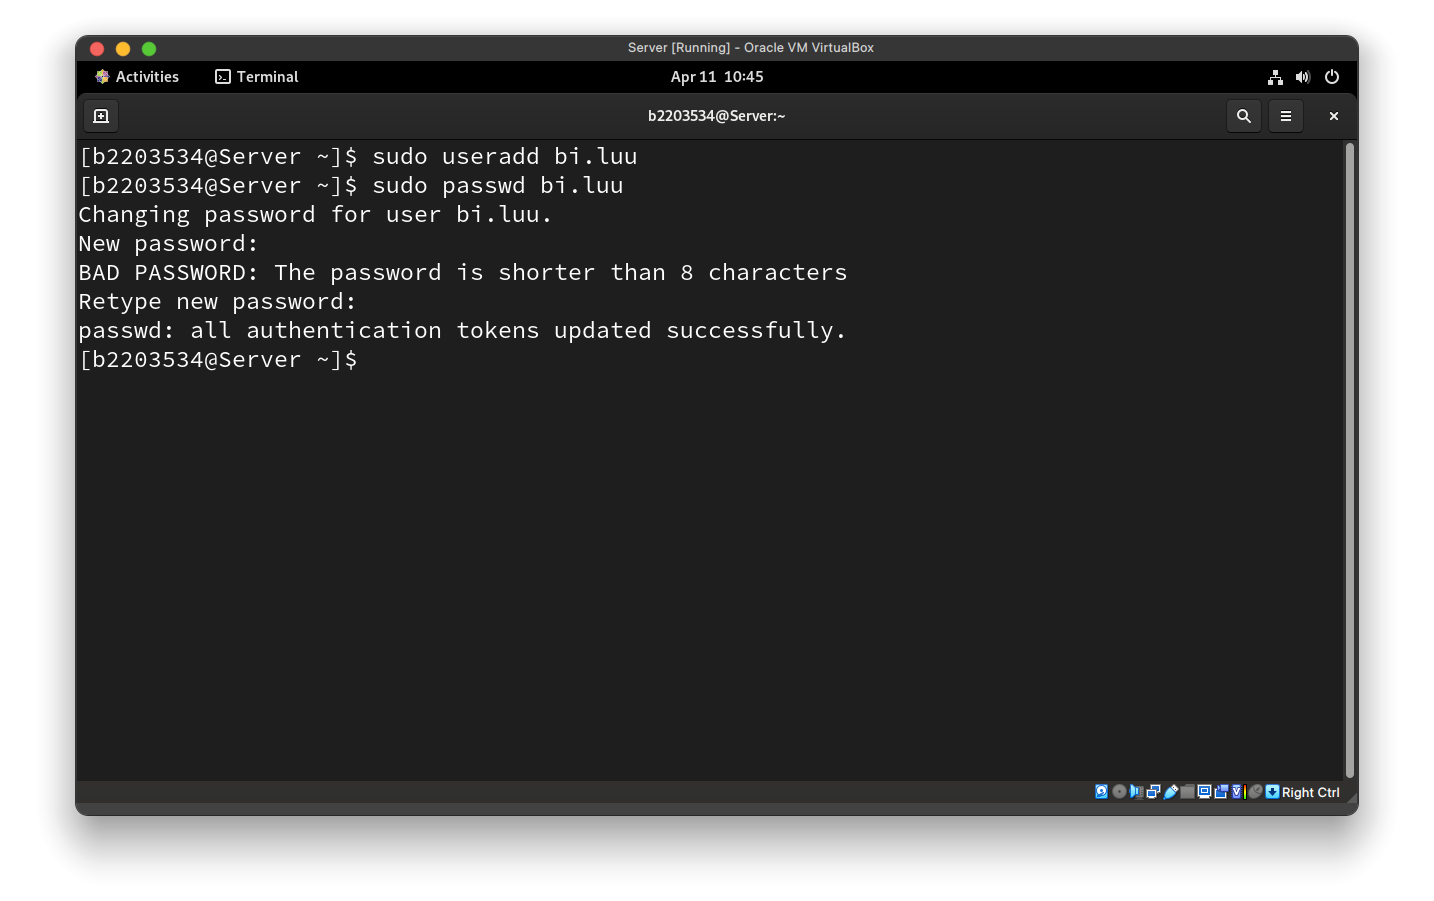 Server [Running] - Oracle VM VirtualBox
Activities Terminal Apr 11 10:45
b2203534@Server:~
[b2203534@Server ~]$ sudo useradd bi.luu
[b2203534@Server ~]$ sudo passwd bi.luu
Changing password for user bi.luu.
New password:
BAD PASSWORD: The password is shorter than 8 characters
Retype new password:
passwd: all authentication tokens updated successfully.
[b2203534@Server ~]$
Right Ctrl